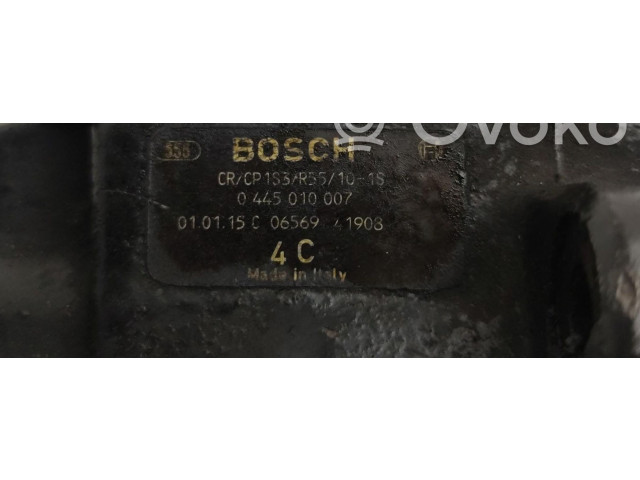 Ovoko
556 BOSCH
CR/CP1S3/R55/10-1S
0 445 010 007
01.01.15 C 06569 41908
4 C
Made in Italy